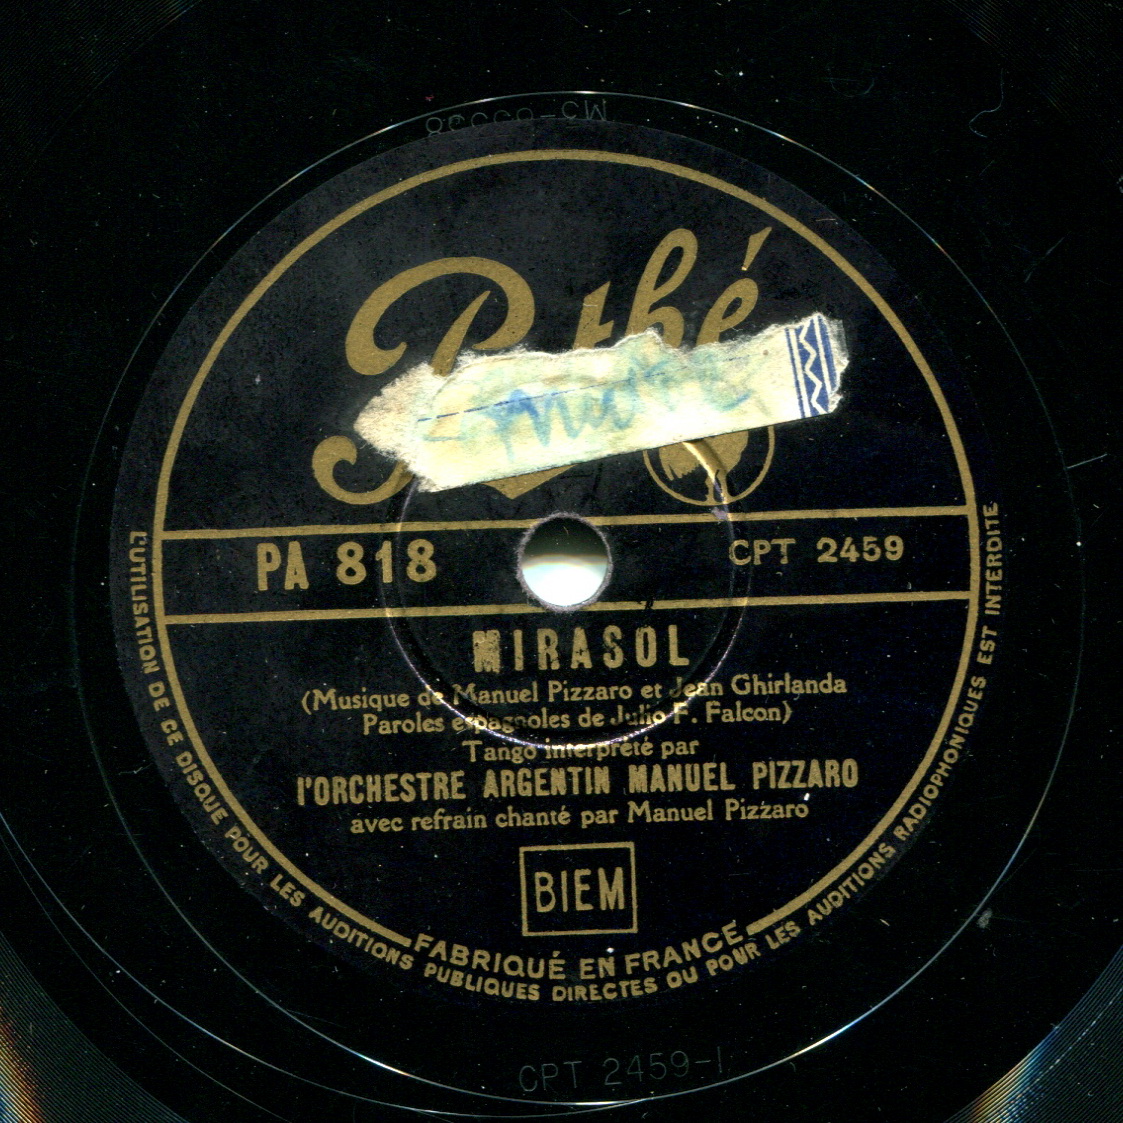 Pathé
PA 818
CPT 2459
MIRASOL
(Musique de Manuel Pizzaro et Jean Ghirlanda
Paroles espagnoles de Julio F. Falcon)
Tango interprété par
l'ORCHESTRE ARGENTIN MANUEL PIZZARO
avec refrain chanté par Manuel Pizzaro
BIEM
FABRIQUÉ EN FRANCE
L'UTILISATION DE CE DISQUE POUR LES AUDITIONS PUBLIQUES DIRECTES OU POUR LES AUDITIONS RADIOPHONIQUES EST INTERDITE
CPT 2459-1